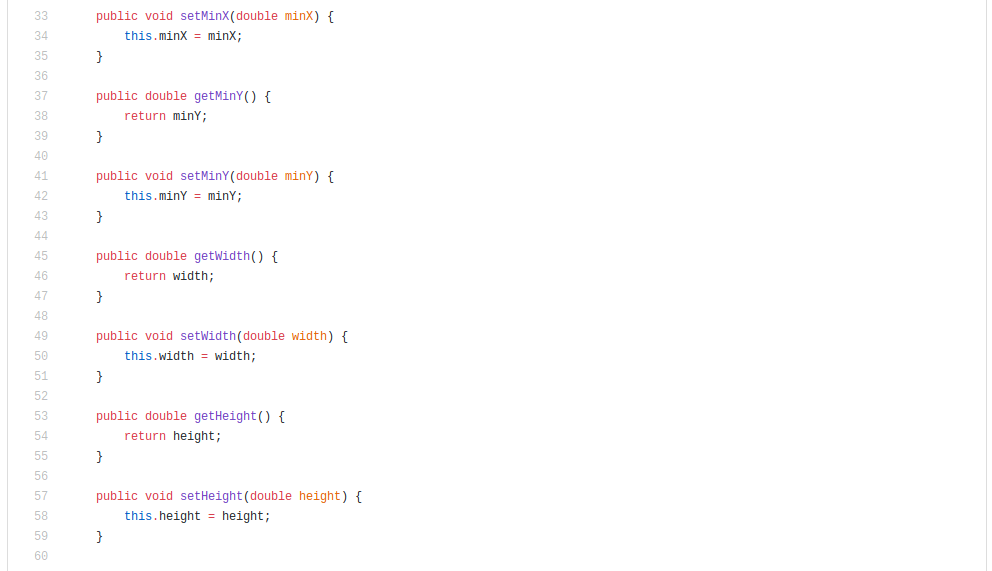 33 public void setMinX(double minX) {
34 this.minX = minX;
35 }
36
37 public double getMinY() {
38 return minY;
39 }
40
41 public void setMinY(double minY) {
42 this.minY = minY;
43 }
44
45 public double getWidth() {
46 return width;
47 }
48
49 public void setWidth(double width) {
50 this.width = width;
51 }
52
53 public double getHeight() {
54 return height;
55 }
56
57 public void setHeight(double height) {
58 this.height = height;
59 }
60